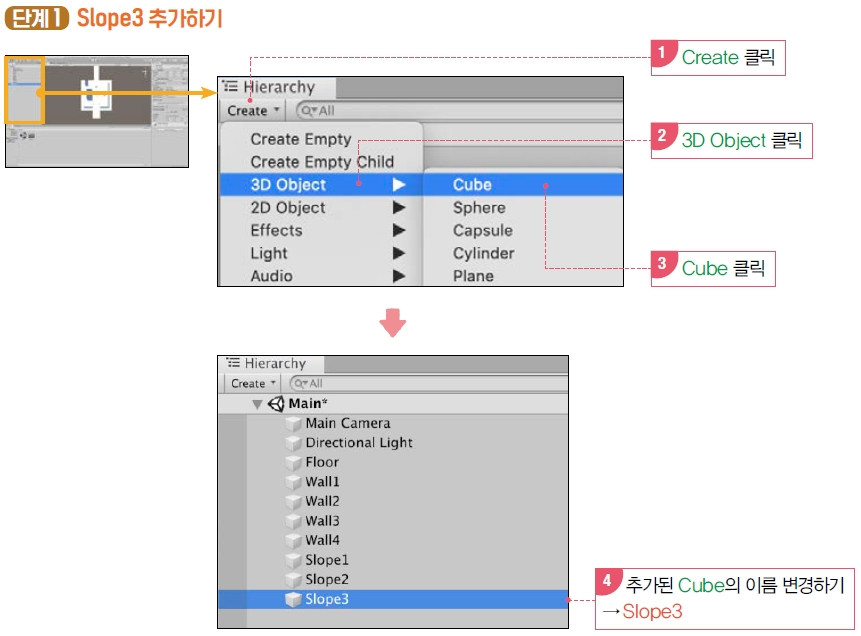 단계 1 Slope3 추가하기
Hierarchy
Create
All
Create Empty
Create Empty Child
3D Object
2D Object
Effects
Light
Audio
Cube
Sphere
Capsule
Cylinder
Plane
1 Create 클릭
2 3D Object 클릭
3 Cube 클릭
Hierarchy
Create
All
Main*
Main Camera
Directional Light
Floor
Wall1
Wall2
Wall3
Wall4
Slope1
Slope2
Slope3
4 추가된 Cube의 이름 변경하기
→Slope3